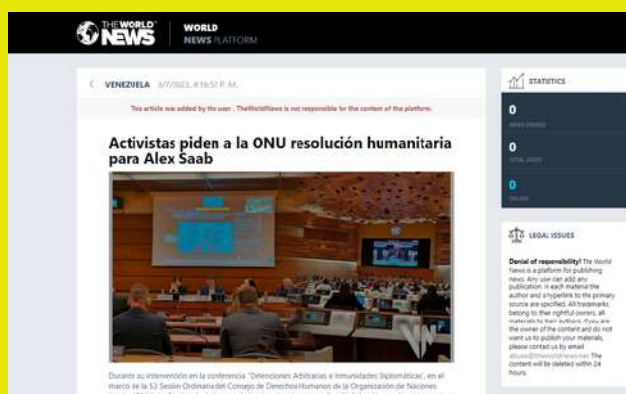 THE WORLD
NEWS
WORLD
NEWS PLATFORM
VENEZUELA
This article was added by the user . TheWorldNews is not responsible for the content of the platform.
Activistas piden a la ONU resolución humanitaria
para Alex Saab
Durante su intervención en la conferencia "Detenciones Arbitrarias e Inmunidades Diplomáticas", en el
marco de la 53 Sesión Ordinaria del Consejo de Derechos Humanos de la Organización de Naciones
STATISTICS
0
0
TOTAL USERS
0
ONLINE
LEGAL ISSUES
Denial of responsibility! The World
News is a platform for publishing
news. Any user can add any
publication. In each material the
author and a hyperlink to the primary
source are specified. All trademarks
belong to their rightful owners, all
materials to their authors. If you are
the owner of the content and do not
want us to publish your materials,
please contact us by email
abuse@theworldnews.net. The
content will be deleted within 24
hours.